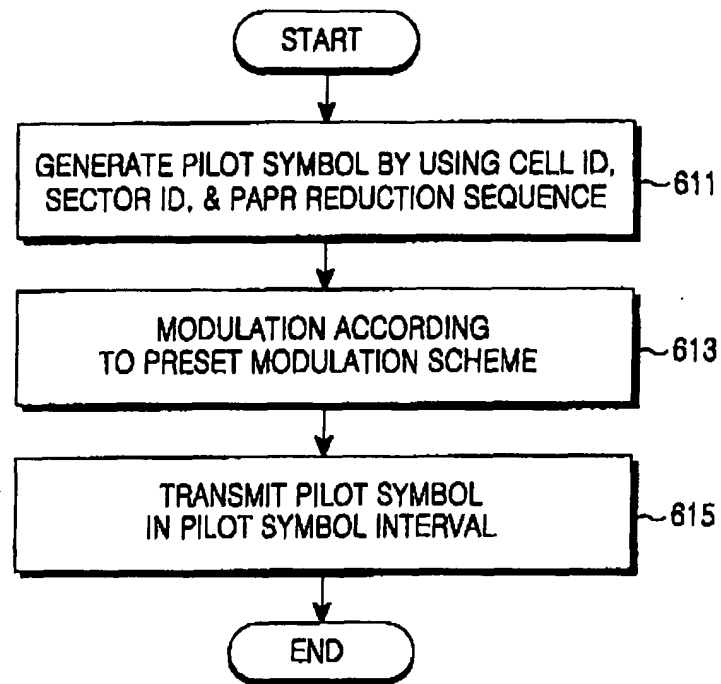 START
GENERATE PILOT SYMBOL BY USING CELL ID,
SECTOR ID, & PAPR REDUCTION SEQUENCE
611
MODULATION ACCORDING
TO PRESET MODULATION SCHEME
613
TRANSMIT PILOT SYMBOL
IN PILOT SYMBOL INTERVAL
615
END